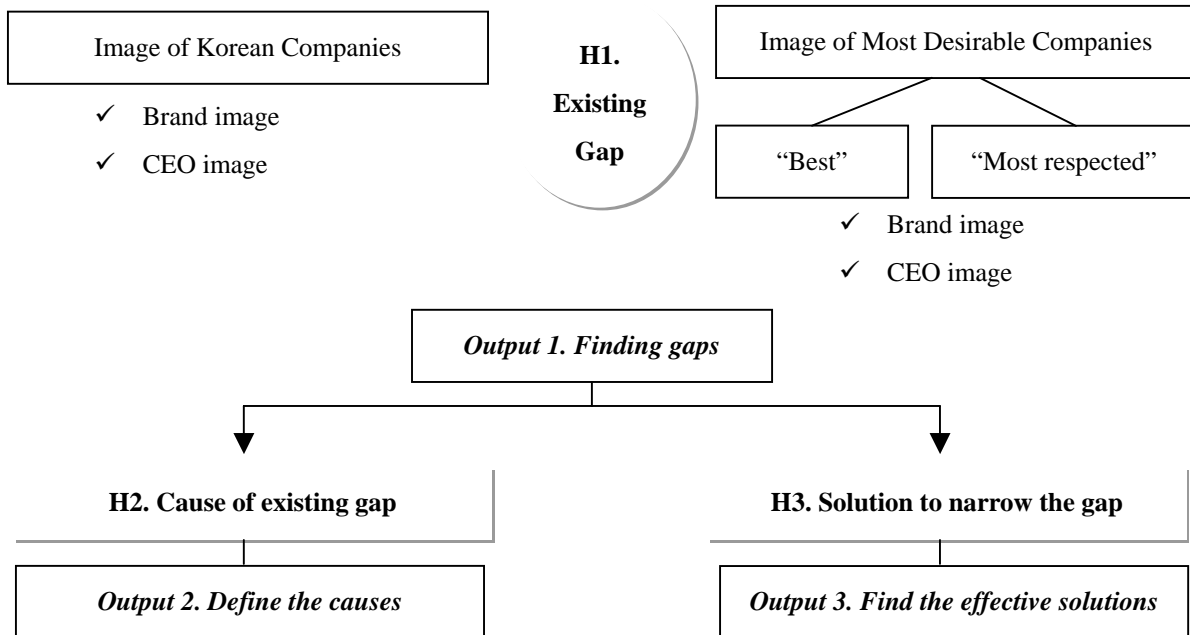 Image of Korean Companies
✓ Brand image
✓ CEO image
H1.
Existing
Gap
Image of Most Desirable Companies
“Best”
“Most respected”
✓ Brand image
✓ CEO image
Output 1. Finding gaps
H2. Cause of existing gap
H3. Solution to narrow the gap
Output 2. Define the causes
Output 3. Find the effective solutions